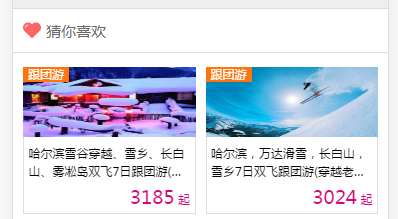 猜你喜欢
跟团游
哈尔滨雪谷穿越、雪乡、长白
山、雾凇岛双飞7日跟团游(...
3185 起
跟团游
哈尔滨，万达滑雪，长白山，
雪乡7日双飞跟团游(穿越老...
3024 起